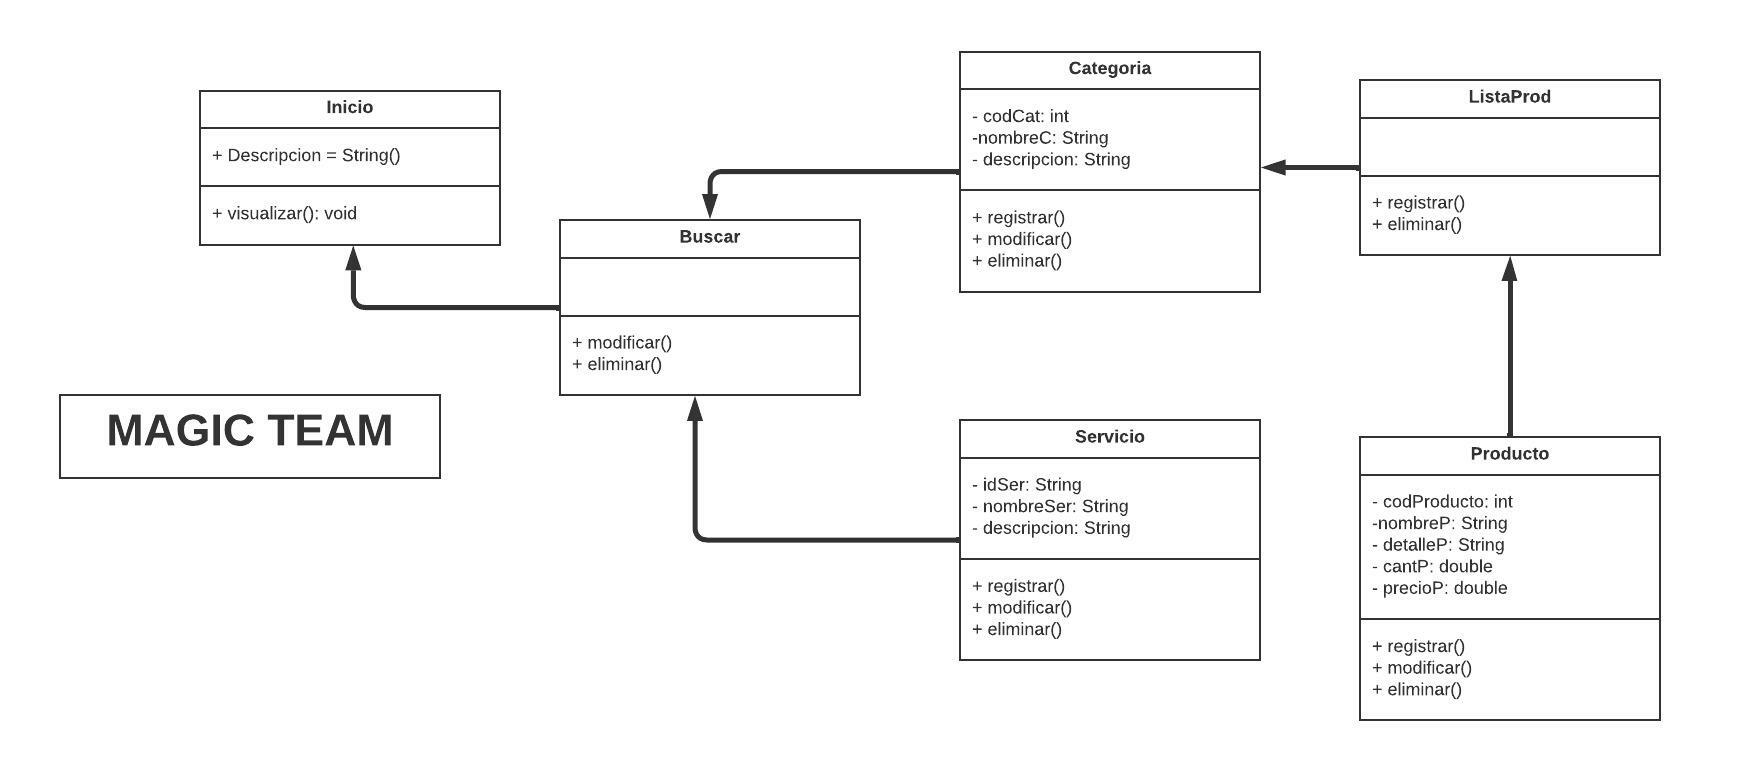 Inicio
+ Descripcion = String()
+ visualizar(): void
MAGIC TEAM
Buscar
+ modificar()
+ eliminar()
Categoria
- codCat: int
-nombreC: String
- descripcion: String
+ registrar()
+ modificar()
+ eliminar()
Servicio
- idSer: String
- nombreSer: String
- descripcion: String
+ registrar()
+ modificar()
+ eliminar()
ListaProd
+ registrar()
+ eliminar()
Producto
- codProducto: int
-nombreP: String
- detalleP: String
- cantP: double
- precioP: double
+ registrar()
+ modificar()
+ eliminar()